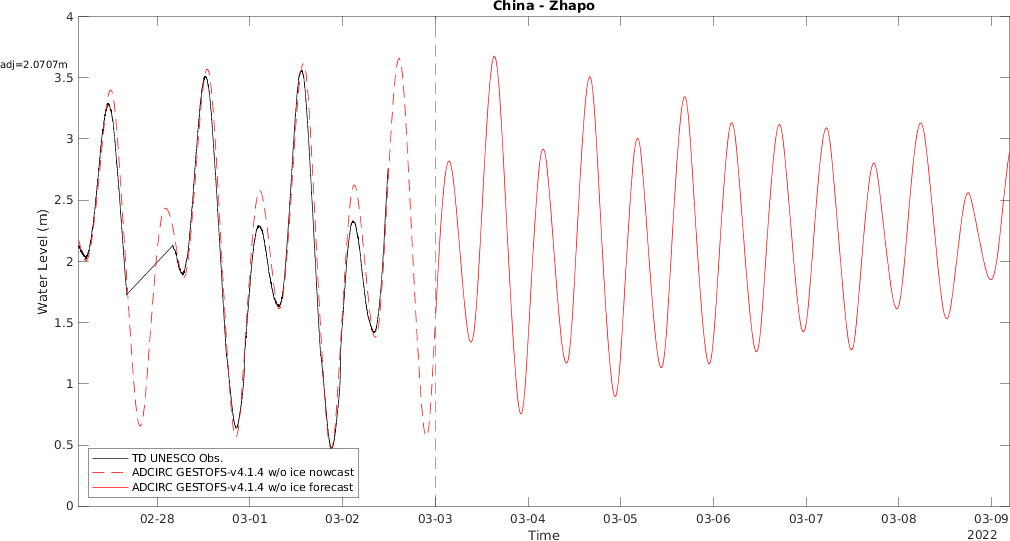 China - Zhapo
adj=2.0707m
4
3.5
3
2.5
2
1.5
1
0.5
0
Water Level (m)
TD UNESCO Obs.
ADCIRC GESTOFS-v4.1.4 w/o ice nowcast
ADCIRC GESTOFS-v4.1.4 w/o ice forecast
02-28 03-01 03-02 03-03 03-04 03-05 03-06 03-07 03-08 03-09
2022
Time